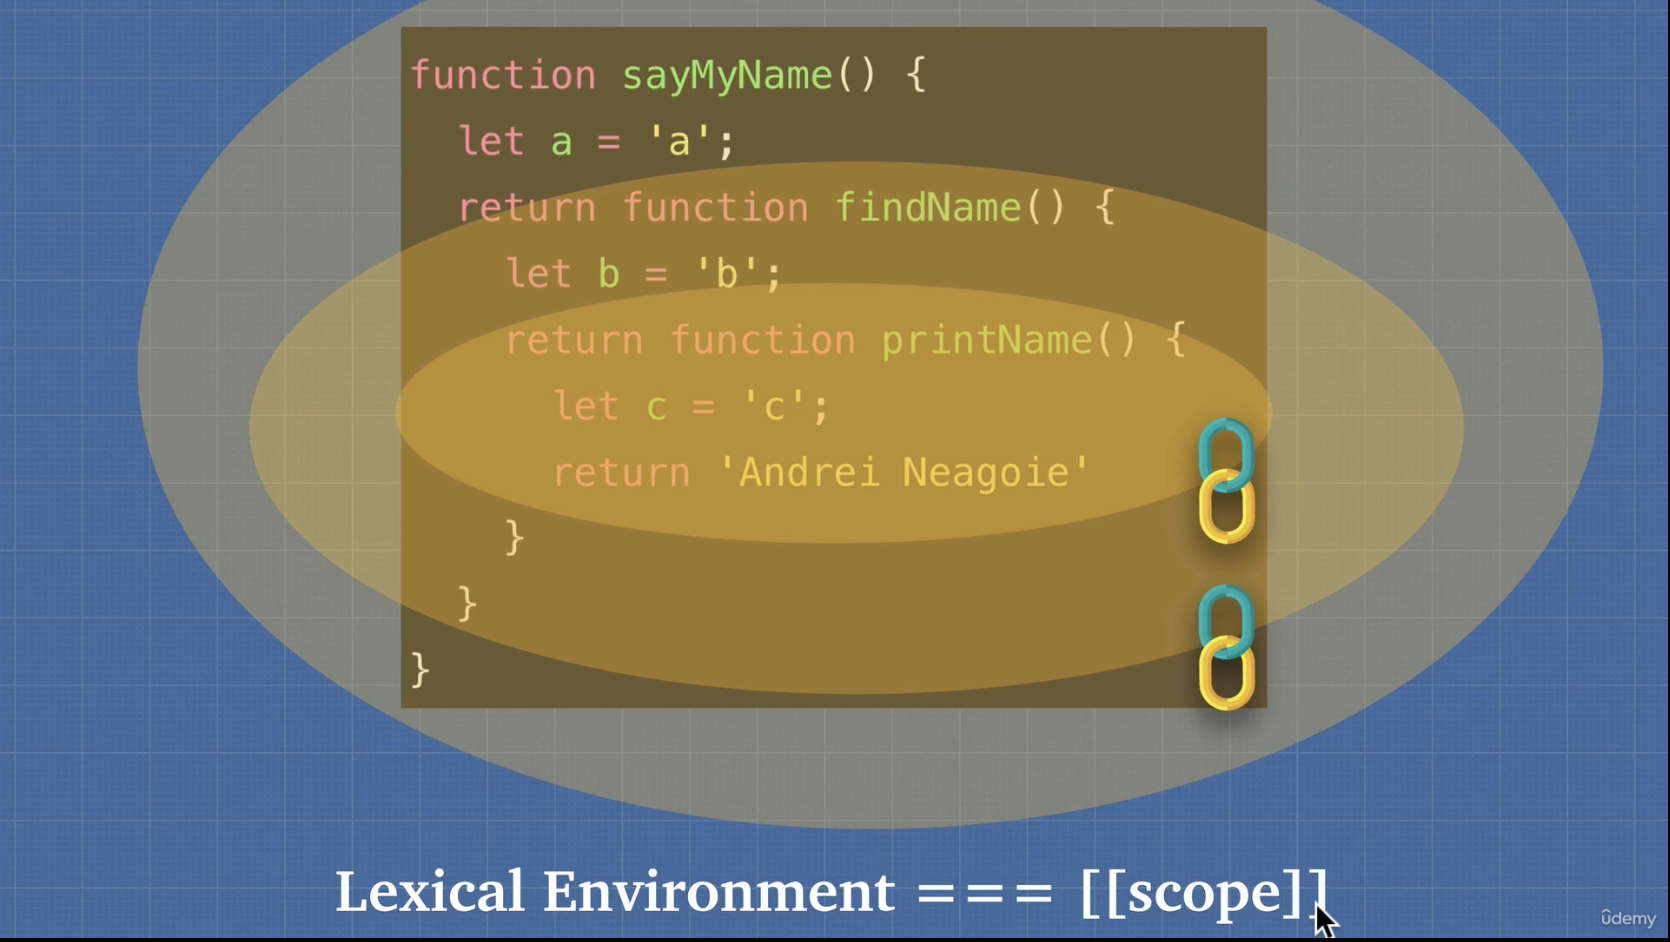 function sayMyName() {
  let a = 'a';
  return function findName() {
    let b = 'b';
    return function printName() {
      let c = 'c';
      return 'Andrei Neagoie'
    }
  }
}
Lexical Environment === [[scope]]
ûdemy